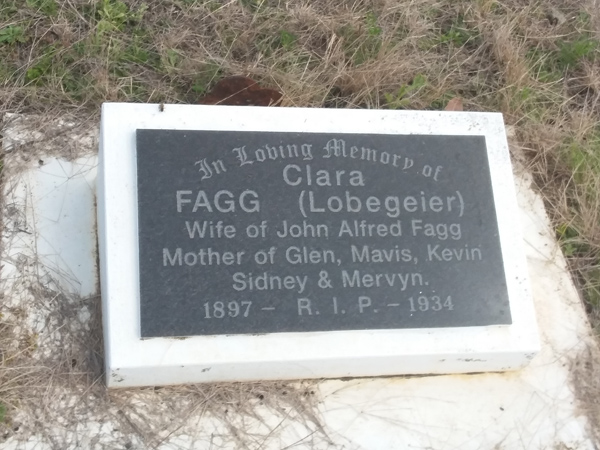 In Loving Memory of
Clara
FAGG (Lobegeier)
Wife of John Alfred Fagg
Mother of Glen, Mavis, Kevin
Sidney & Mervyn.
1897 - R. I. P. - 1934